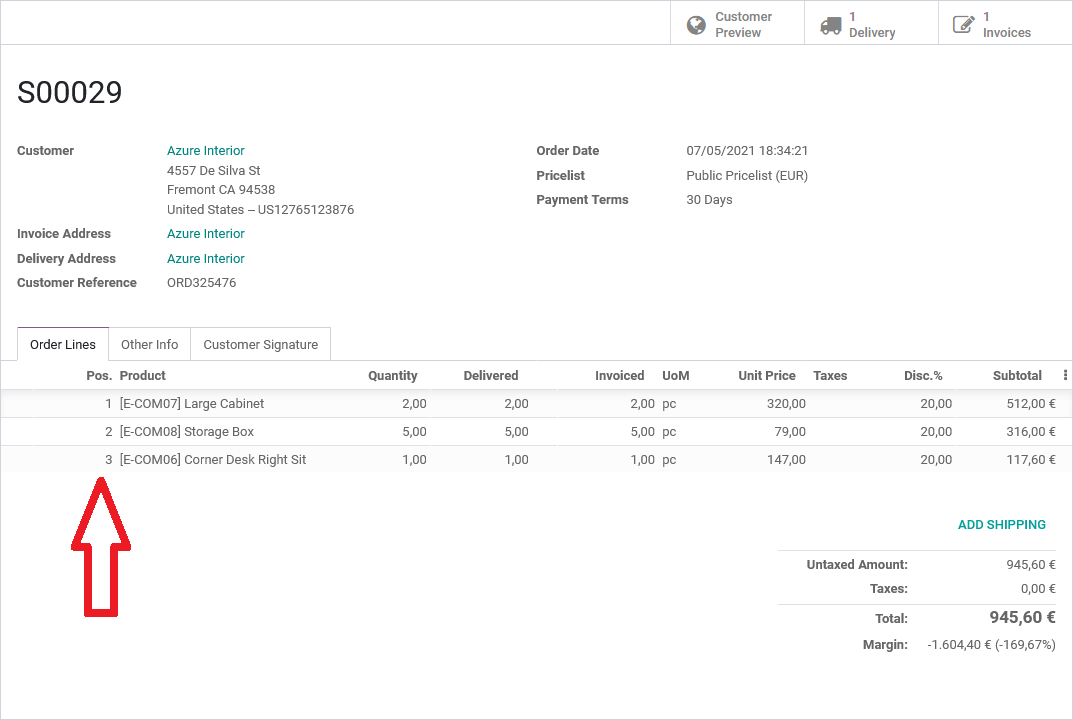 Customer Preview
1 Delivery
1 Invoices
S00029
Customer Azure Interior
4557 De Silva St
Fremont CA 94538
United States – US12765123876
Invoice Address Azure Interior
Delivery Address Azure Interior
Customer Reference ORD325476
Order Date 07/05/2021 18:34:21
Pricelist Public Pricelist (EUR)
Payment Terms 30 Days
Order Lines Other Info Customer Signature
Pos. Product Quantity Delivered Invoiced UoM Unit Price Taxes Disc.% Subtotal
1 [E-COM07] Large Cabinet 2,00 2,00 2,00 pc 320,00 20,00 512,00 €
2 [E-COM08] Storage Box 5,00 5,00 5,00 pc 79,00 20,00 316,00 €
3 [E-COM06] Corner Desk Right Sit 1,00 1,00 1,00 pc 147,00 20,00 117,60 €
ADD SHIPPING
Untaxed Amount: 945,60 €
Taxes: 0,00 €
Total: 945,60 €
Margin: -1.604,40 € (-169,67%)